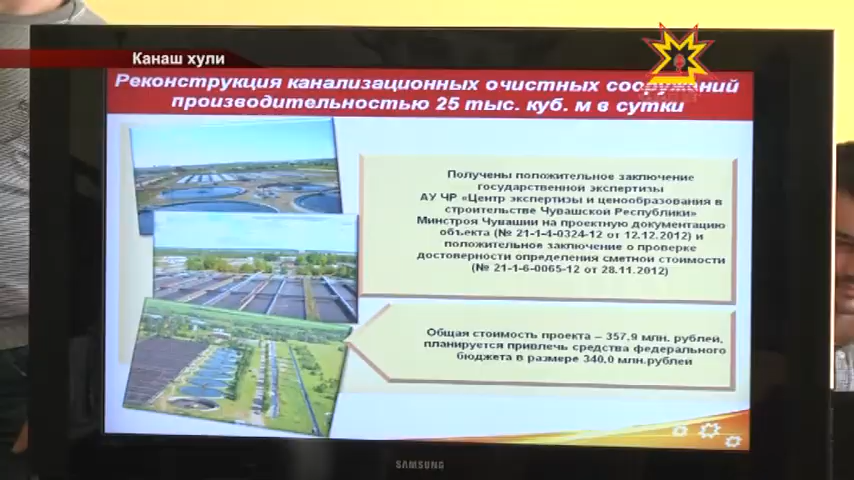 Канаш хули
Реконструкция канализационных очистных сооружений
производительностью 25 тыс. куб. м в сутки
Получены положительное заключение
государственной экспертизы
АУ ЧР «Центр экспертизы и ценообразования в
строительстве Чувашской Республики»
Минстроя Чувашии на проектную документацию
объекта (№ 21-1-4-0324-12 от 12.12.2012) и
положительное заключение о проверке
достоверности определения сметной стоимости
(№ 21-1-6-0065-12 от 28.11.2012)
Общая стоимость проекта – 357,9 млн. рублей,
планируется привлечь средства федерального
бюджета в размере 340,0 млн.рублей
SAMSUNG